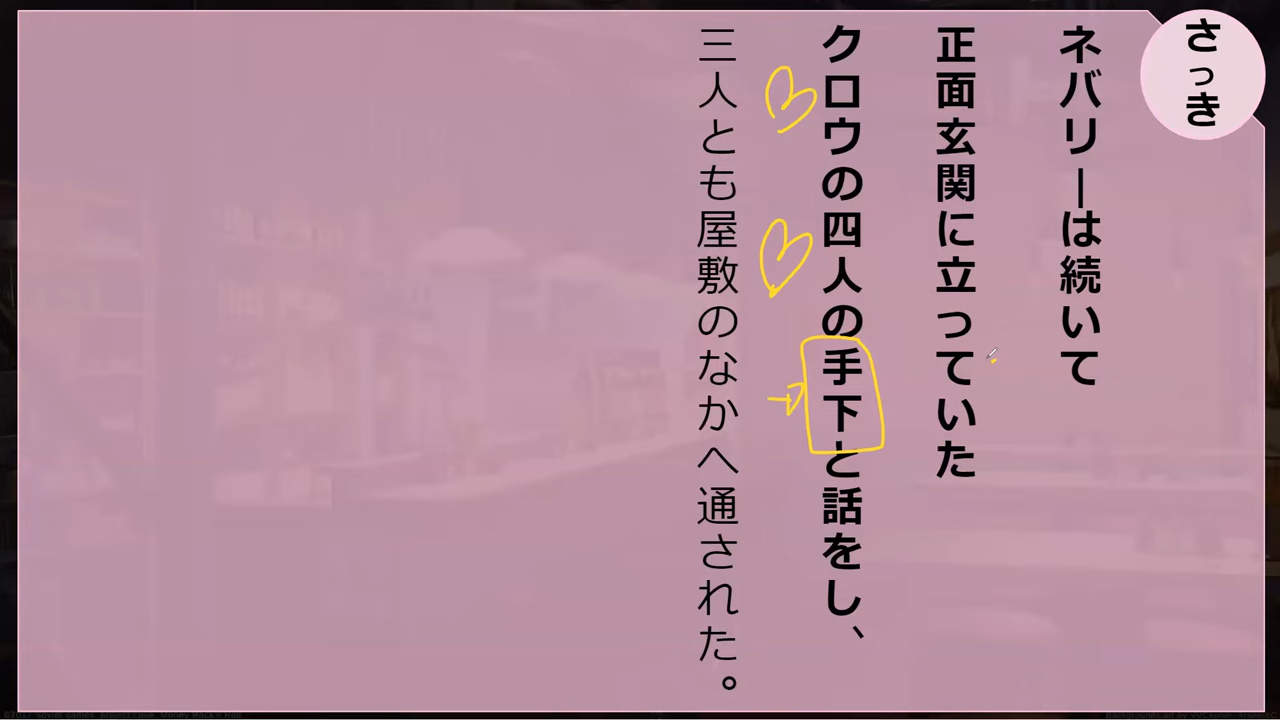 さっき
ネバリーは続いて
正面玄関に立っていた
クロウの四人の手下と話をし、
三人とも屋敷のなかへ通された。